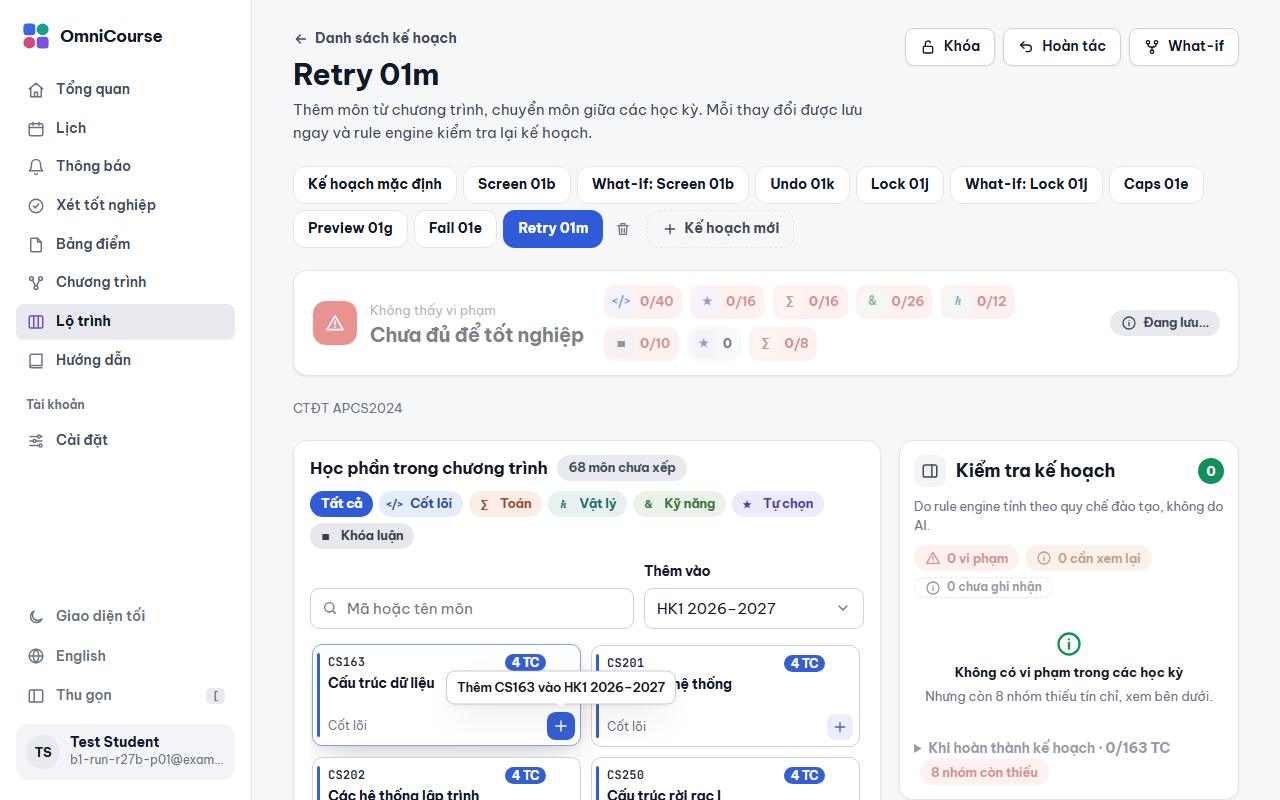 OmniCourse
Tổng quan
Lịch
Thông báo
Xét tốt nghiệp
Bảng điểm
Chương trình
Lộ trình
Hướng dẫn
Tài khoản
Cài đặt
Giao diện tối
English
Thu gọn [
TS Test Student
b1-run-r27b-p01@exam...
Danh sách kế hoạch
Khóa Hoàn tác What-if
Retry 01m
Thêm môn từ chương trình, chuyển môn giữa các học kỳ. Mỗi thay đổi được lưu
ngay và rule engine kiểm tra lại kế hoạch.
Kế hoạch mặc định Screen 01b What-if: Screen 01b Undo 01k Lock 01j What-if: Lock 01j Caps 01e
Preview 01g Fail 01e Retry 01m + Kế hoạch mới
Không thấy vi phạm
Chưa đủ để tốt nghiệp
</> 0/40 ★ 0/16 ∑ 0/16 & 0/26 ℏ 0/12
■ 0/10 ★ 0 ∑ 0/8
Đang lưu...
CTĐT APCS2024
Học phần trong chương trình 68 môn chưa xếp
Tất cả </> Cốt lõi ∑ Toán ℏ Vật lý & Kỹ năng ★ Tự chọn
■ Khóa luận
Thêm vào
Mã hoặc tên môn HK1 2026–2027
CS163 4 TC
Cấu trúc dữ liệu
Cốt lõi +
Thêm CS163 vào HK1 2026–2027
CS201 4 TC
hệ thống
Cốt lõi +
CS202 4 TC
Các hệ thống lập trình
CS250 4 TC
Cấu trúc rời rạc I
Kiểm tra kế hoạch 0
Do rule engine tính theo quy chế đào tạo, không do
AI.
0 vi phạm 0 cần xem lại
0 chưa ghi nhận
Không có vi phạm trong các học kỳ
Nhưng còn 8 nhóm thiếu tín chỉ, xem bên dưới.
Khi hoàn thành kế hoạch · 0/163 TC
8 nhóm còn thiếu